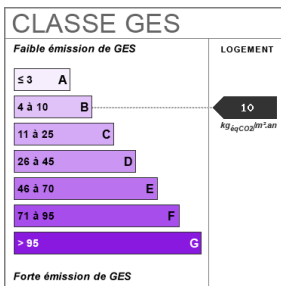 CLASSE GES
Faible émission de GES
LOGEMENT
≤ 3 A
4 à 10 B
10
kgéqCO2/m².an
11 à 25 C
26 à 45 D
46 à 70 E
71 à 95 F
> 95 G
Forte émission de GES